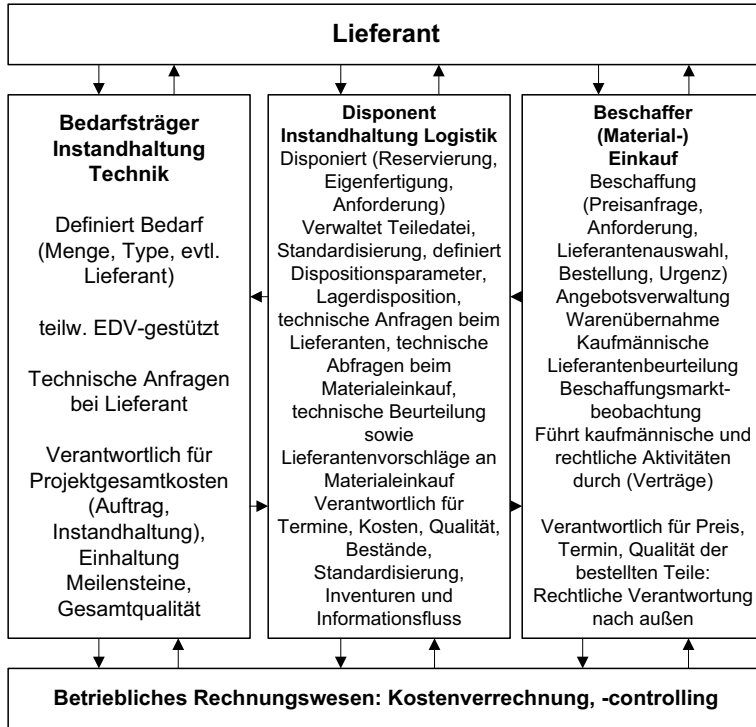 Lieferant
Bedarfsträger
Instandhaltung
Technik
Definiert Bedarf
(Menge, Type, evtl.
Lieferant)
teilw. EDV-gestützt
Technische Anfragen
bei Lieferant
Verantwortlich für
Projektgesamtkosten
(Auftrag,
Instandhaltung),
Einhaltung
Meilensteine,
Gesamtqualität
Disponent
Instandhaltung Logistik
Disponiert (Reservierung,
Eigenfertigung,
Anforderung)
Verwaltet Teiledatei,
Standardisierung, definiert
Dispositionsparameter,
Lagerdisposition,
technische Anfragen beim
Lieferanten, technische
Abfragen beim
Materialeinkauf,
technische Beurteilung
sowie
Lieferantenvorschläge an
Materialeinkauf
Verantwortlich für
Termine, Kosten, Qualität,
Bestände,
Standardisierung,
Inventuren und
Informationsfluss
Beschaffer
(Material-)
Einkauf
Beschaffung
(Preisanfrage,
Anforderung,
Lieferantenauswahl,
Bestellung, Urgenz)
Angebotsverwaltung
Warenübernahme
Kaufmännische
Lieferantenbeurteilung
Beschaffungsmarkt-
beobachtung
Führt kaufmännische und
rechtliche Aktivitäten
durch (Verträge)
Verantwortlich für Preis,
Termin, Qualität der
bestellten Teile:
Rechtliche Verantwortung
nach außen
Betriebliches Rechnungswesen: Kostenverrechnung, -controlling